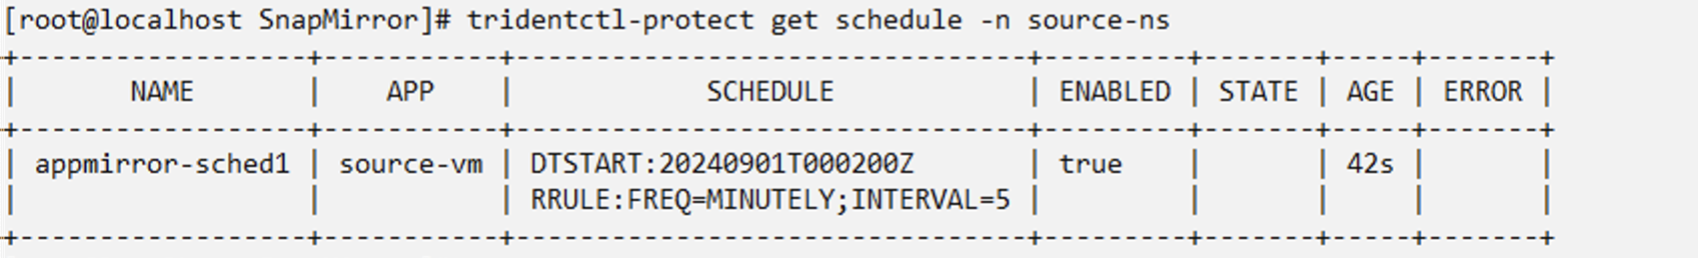 [root@localhost SnapMirror]# tridentctl-protect get schedule -n source-ns
+------------------+-----------+--------------------------------+---------+-------+-----+-------+
|       NAME       |    APP    |            SCHEDULE            | ENABLED | STATE | AGE | ERROR |
+------------------+-----------+--------------------------------+---------+-------+-----+-------+
| appmirror-sched1 | source-vm | DTSTART:20240901T000200Z       | true    |       | 42s |       |
|                  |           | RRULE:FREQ=MINUTELY;INTERVAL=5 |         |       |     |       |
+------------------+-----------+--------------------------------+---------+-------+-----+-------+